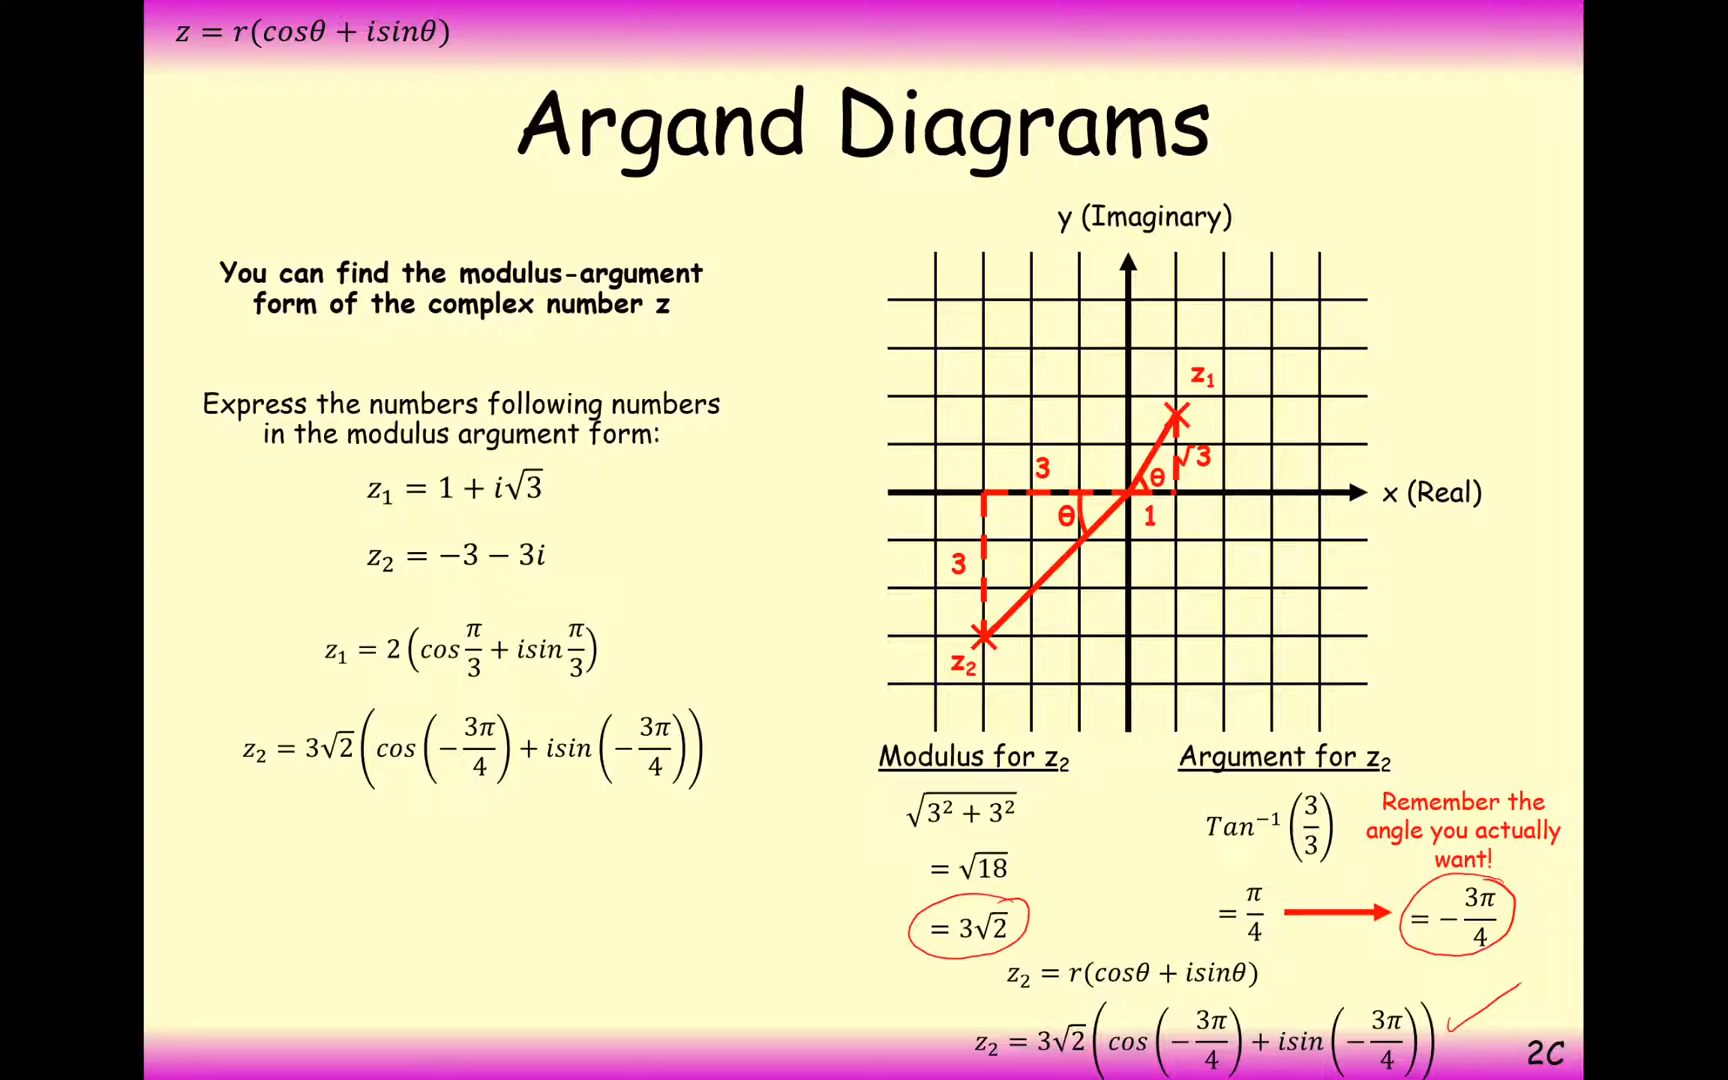 z = r(cosθ + isinθ)
Argand Diagrams
You can find the modulus-argument
form of the complex number z
Express the numbers following numbers
in the modulus argument form:
z₁ = 1 + i√3
z₂ = −3 − 3i
z₁ = 2(cos π/3 + isin π/3)
z₂ = 3√2(cos(−3π/4) + isin(−3π/4))
y (Imaginary)
z₁
3
√3
θ
x (Real)
θ
1
3
z₂
Modulus for z₂
√(3² + 3²)
= √18
= 3√2
Argument for z₂
Tan⁻¹(3/3)
= π/4
Remember the
angle you actually
want!
= −3π/4
z₂ = r(cosθ + isinθ)
z₂ = 3√2(cos(−3π/4) + isin(−3π/4))
2C